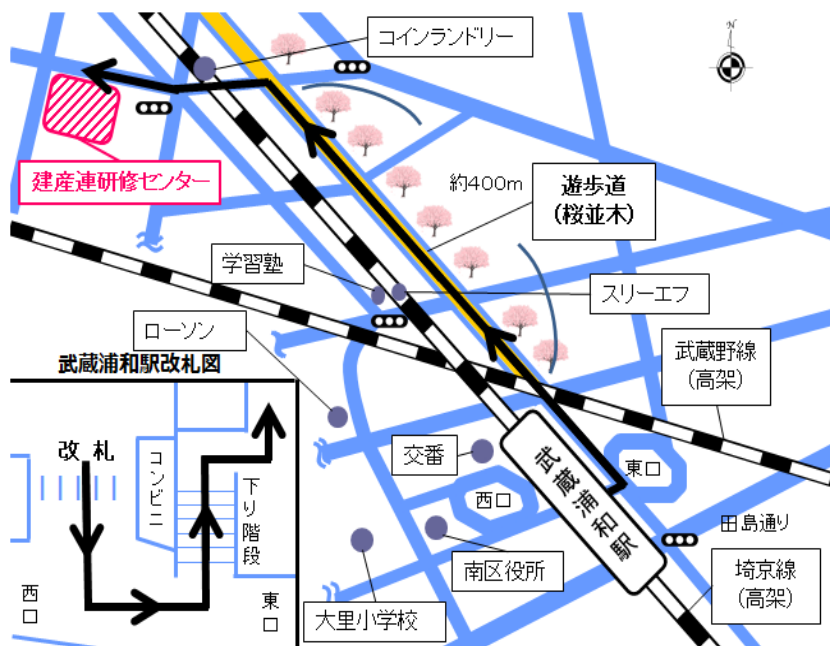 N
コインランドリー
建産連研修センター
約400m
遊歩道
(桜並木)
学習塾
スリーエフ
ローソン
武蔵野線
(高架)
武蔵浦和駅改札図
改札
コンビニ
下り階段
西口
東口
交番
西口
武蔵浦和駅
東口
田島通り
南区役所
大里小学校
埼京線
(高架)